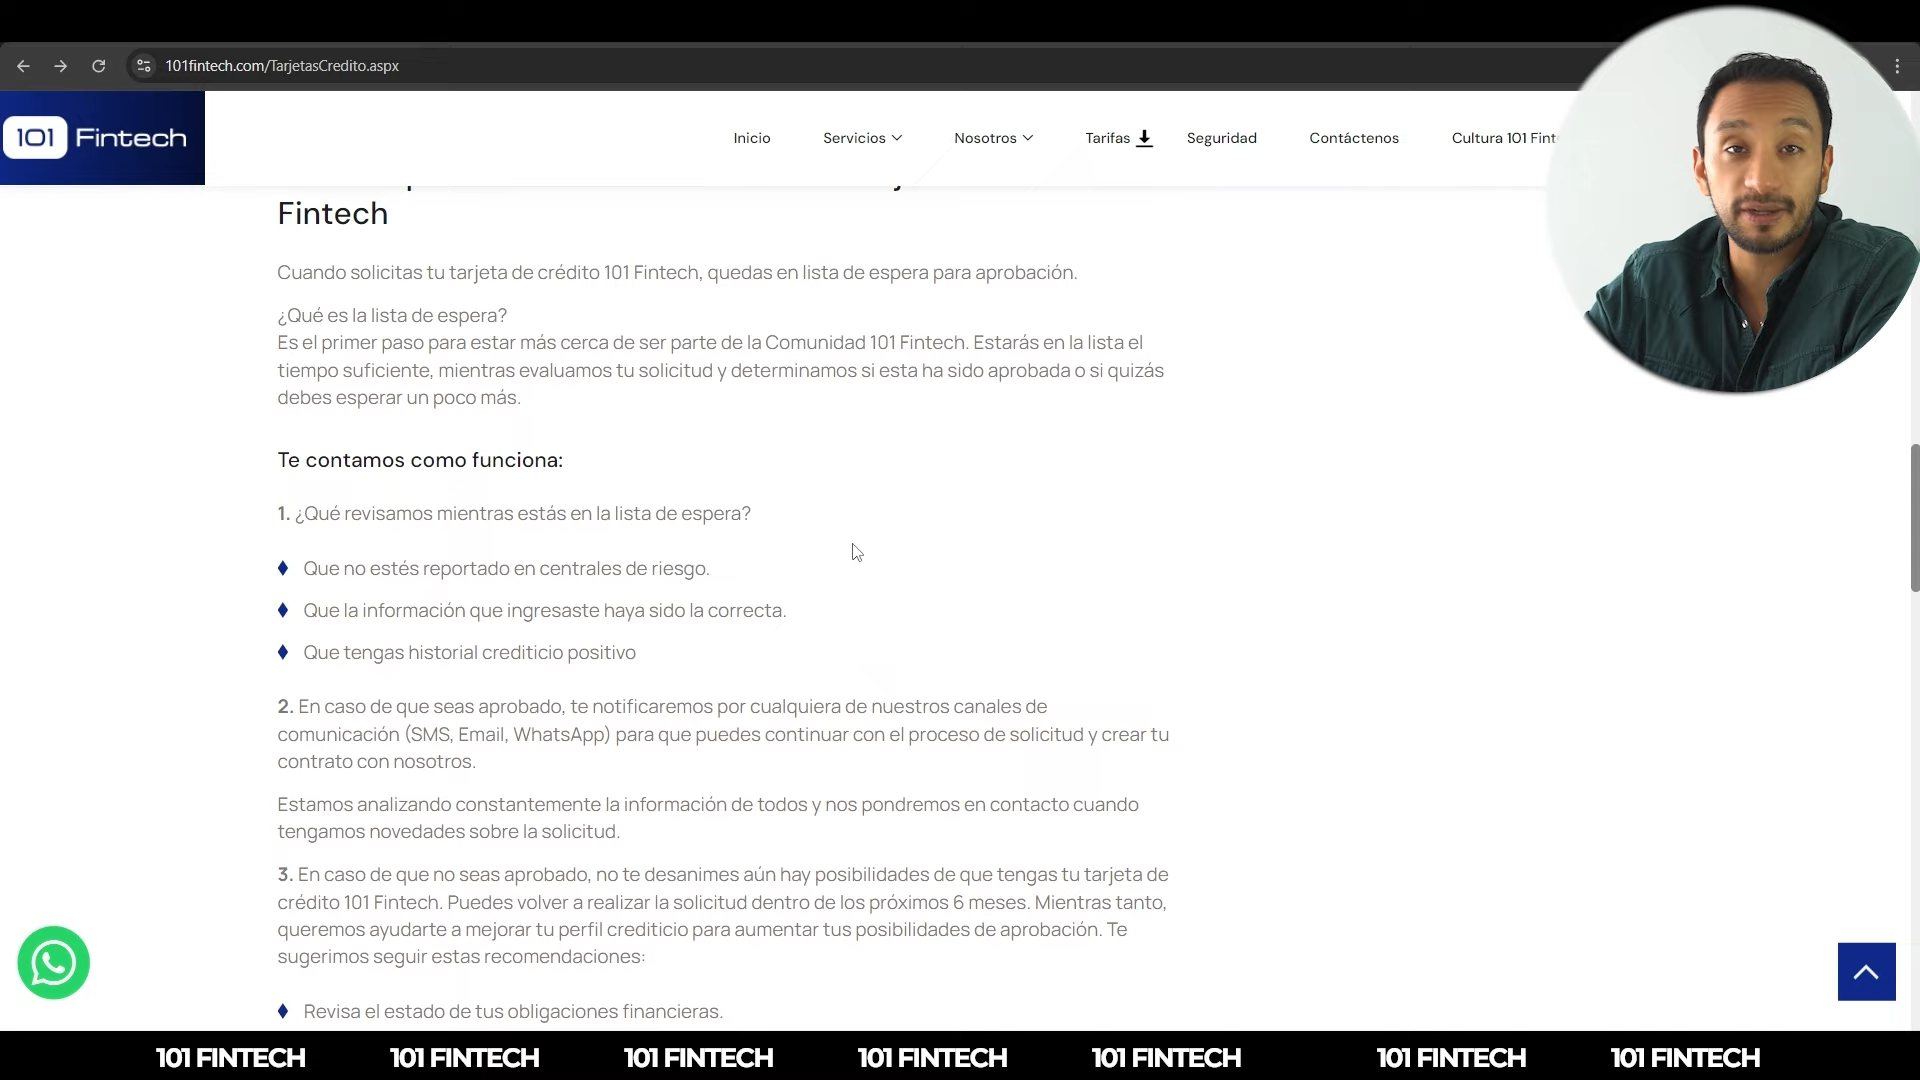 101fintech.com/TarjetasCredito.aspx
101 Fintech
Inicio
Servicios
Nosotros
Tarifas
Seguridad
Contáctenos
Cultura 101
Fintech
Cuando solicitas tu tarjeta de crédito 101 Fintech, quedas en lista de espera para aprobación.
¿Qué es la lista de espera?
Es el primer paso para estar más cerca de ser parte de la Comunidad 101 Fintech. Estarás en la lista el
tiempo suficiente, mientras evaluamos tu solicitud y determinamos si esta ha sido aprobada o si quizás
debes esperar un poco más.
Te contamos como funciona:
1. ¿Qué revisamos mientras estás en la lista de espera?
Que no estés reportado en centrales de riesgo.
Que la información que ingresaste haya sido la correcta.
Que tengas historial crediticio positivo
2. En caso de que seas aprobado, te notificaremos por cualquiera de nuestros canales de
comunicación (SMS, Email, WhatsApp) para que puedes continuar con el proceso de solicitud y crear tu
contrato con nosotros.
Estamos analizando constantemente la información de todos y nos pondremos en contacto cuando
tengamos novedades sobre la solicitud.
3. En caso de que no seas aprobado, no te desanimes aún hay posibilidades de que tengas tu tarjeta de
crédito 101 Fintech. Puedes volver a realizar la solicitud dentro de los próximos 6 meses. Mientras tanto,
queremos ayudarte a mejorar tu perfil crediticio para aumentar tus posibilidades de aprobación. Te
sugerimos seguir estas recomendaciones:
Revisa el estado de tus obligaciones financieras.
101 FINTECH 101 FINTECH 101 FINTECH 101 FINTECH 101 FINTECH 101 FINTECH 101 FINTECH